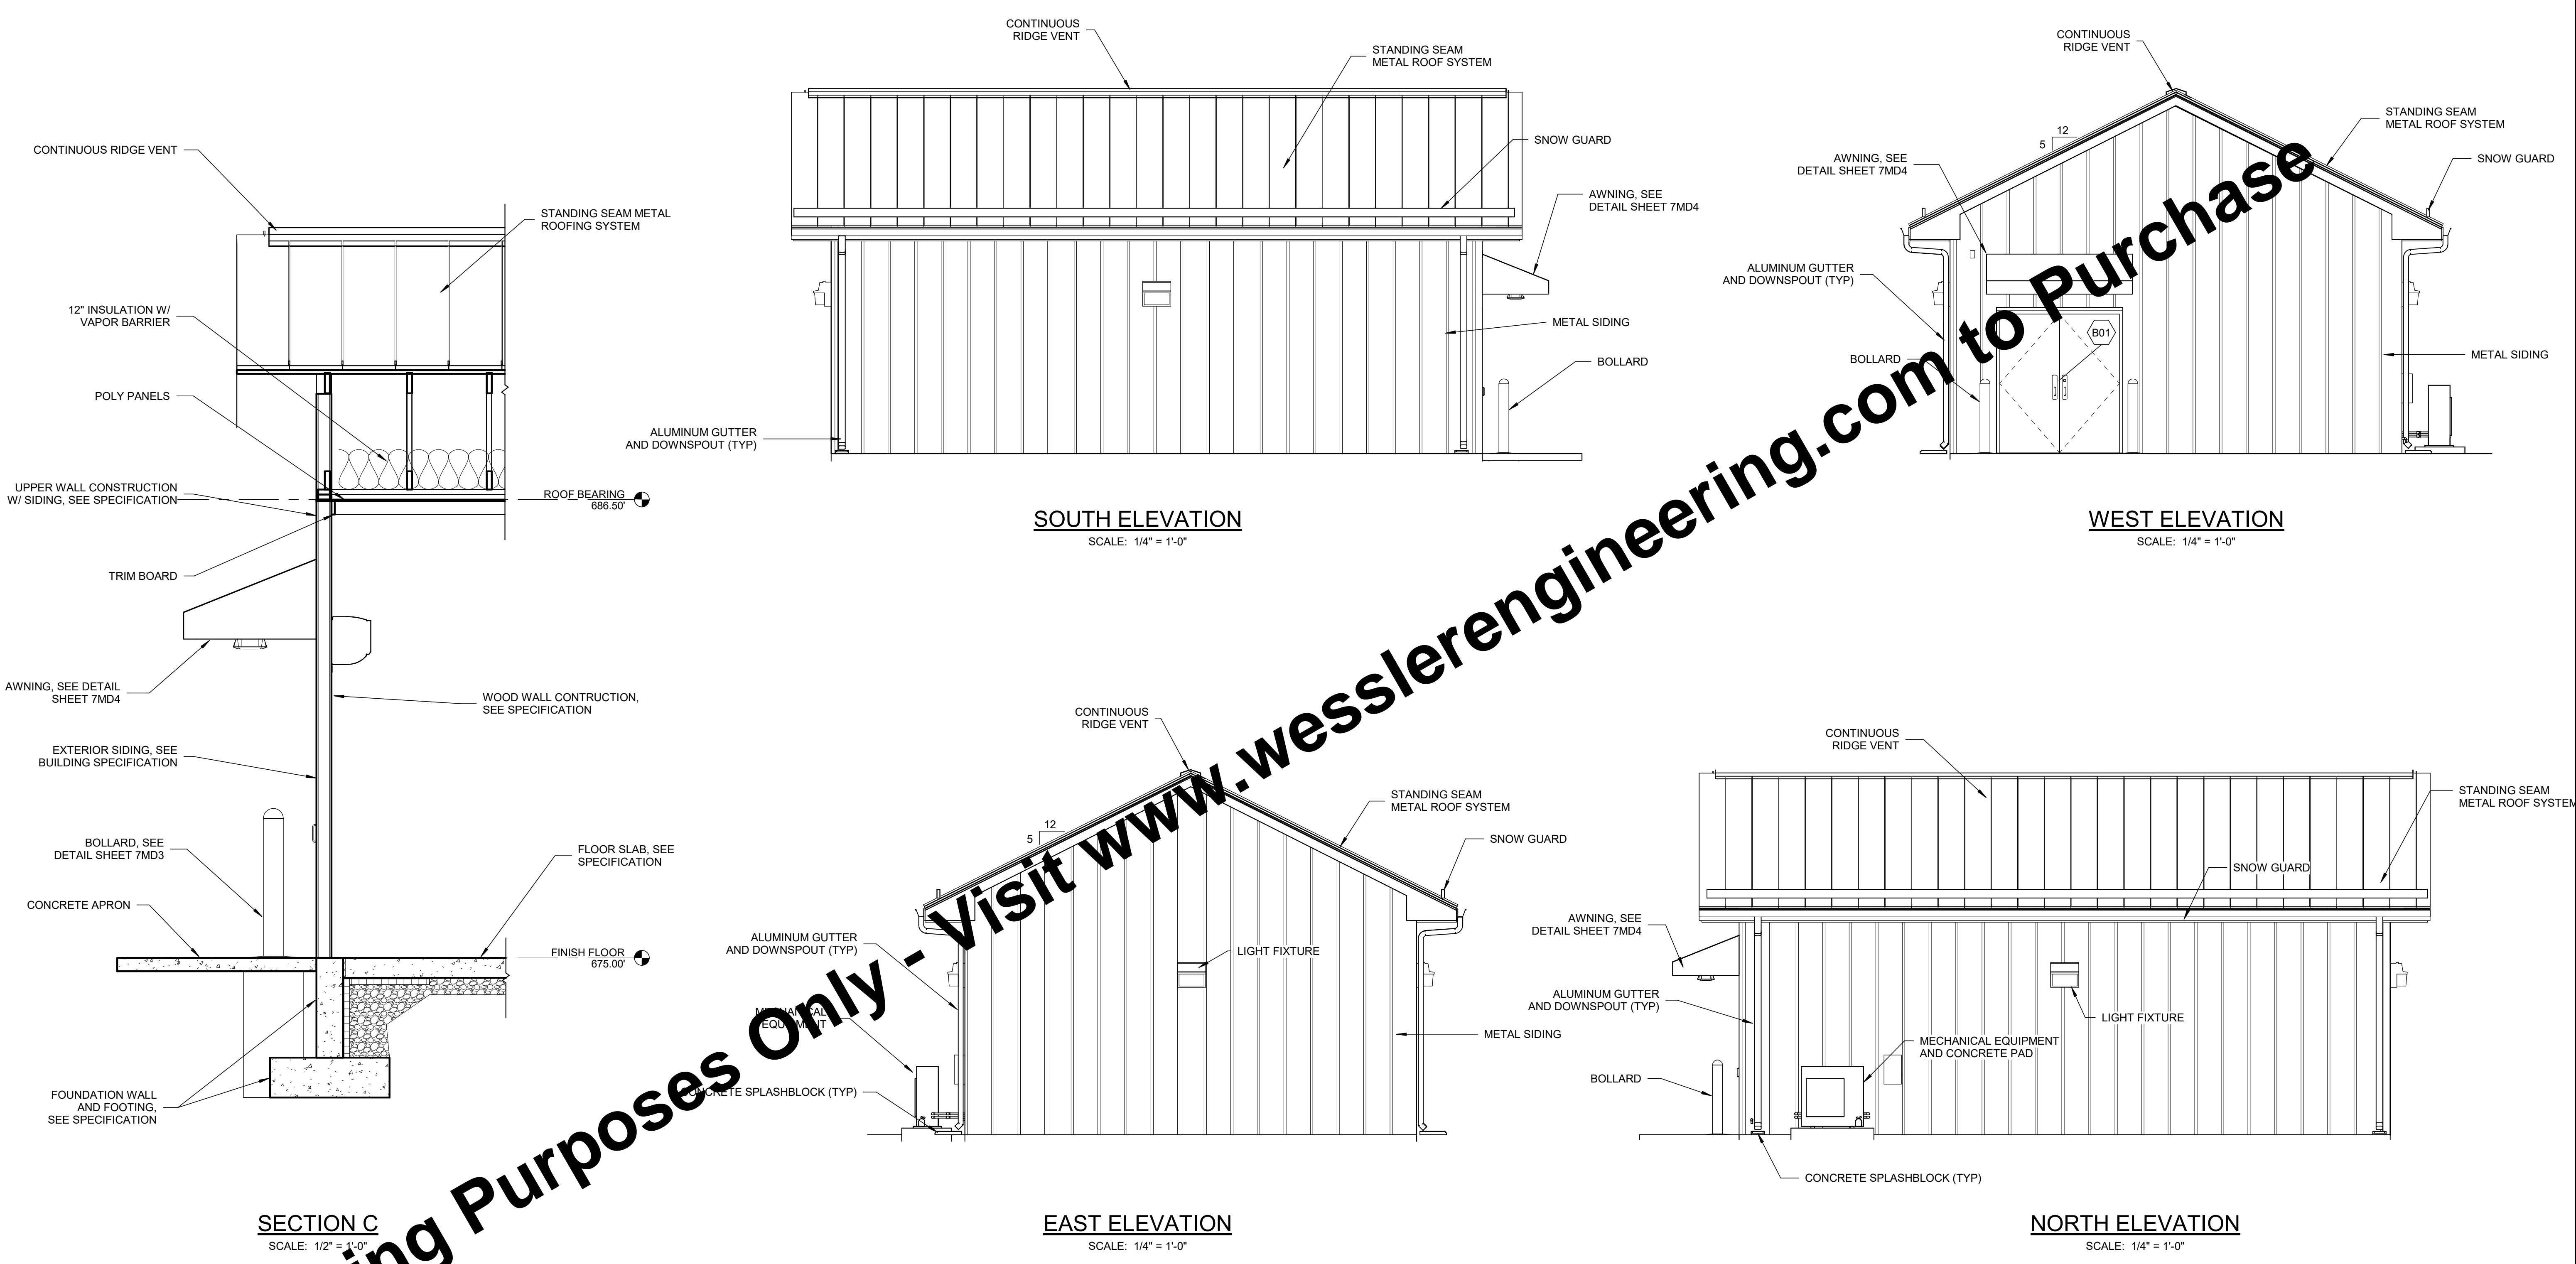 CONTINUOUS RIDGE VENT
STANDING SEAM METAL
ROOFING SYSTEM
12" INSULATION W/
VAPOR BARRIER
POLY PANELS
UPPER WALL CONSTRUCTION
W/ SIDING, SEE SPECIFICATION
ROOF BEARING
686.50'
TRIM BOARD
AWNING, SEE DETAIL
SHEET 7MD4
WOOD WALL CONTRUCTION,
SEE SPECIFICATION
EXTERIOR SIDING, SEE
BUILDING SPECIFICATION
BOLLARD, SEE
DETAIL SHEET 7MD3
FLOOR SLAB, SEE
SPECIFICATION
CONCRETE APRON
FINISH FLOOR
675.00'
FOUNDATION WALL
AND FOOTING,
SEE SPECIFICATION
SECTION C
SCALE: 1/2" = 1'-0"
CONTINUOUS
RIDGE VENT
STANDING SEAM
METAL ROOF SYSTEM
SNOW GUARD
AWNING, SEE
DETAIL SHEET 7MD4
METAL SIDING
BOLLARD
ALUMINUM GUTTER
AND DOWNSPOUT (TYP)
SOUTH ELEVATION
SCALE: 1/4" = 1'-0"
CONTINUOUS
RIDGE VENT
STANDING SEAM
METAL ROOF SYSTEM
12
5
SNOW GUARD
AWNING, SEE
DETAIL SHEET 7MD4
ALUMINUM GUTTER
AND DOWNSPOUT (TYP)
B01
BOLLARD
METAL SIDING
WEST ELEVATION
SCALE: 1/4" = 1'-0"
CONTINUOUS
RIDGE VENT
STANDING SEAM
METAL ROOF SYSTEM
12
5
SNOW GUARD
ALUMINUM GUTTER
AND DOWNSPOUT (TYP)
LIGHT FIXTURE
MECHANICAL
EQUIPMENT
METAL SIDING
CONCRETE SPLASHBLOCK (TYP)
EAST ELEVATION
SCALE: 1/4" = 1'-0"
CONTINUOUS
RIDGE VENT
STANDING SEAM
METAL ROOF SYSTEM
SNOW GUARD
AWNING, SEE
DETAIL SHEET 7MD4
ALUMINUM GUTTER
AND DOWNSPOUT (TYP)
LIGHT FIXTURE
MECHANICAL EQUIPMENT
AND CONCRETE PAD
BOLLARD
CONCRETE SPLASHBLOCK (TYP)
NORTH ELEVATION
SCALE: 1/4" = 1'-0"
ing Purposes Only - Visit www.wesslerengineering.com to Purchase